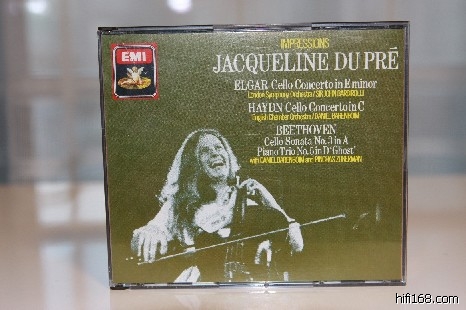 EMI
IMPRESSIONS
JACQUELINE DU PRÉ
ELGAR Cello Concerto in E minor
London Symphony Orchestra / SIR JOHN BARBIROLLI
HAYDN Cello Concerto in C
English Chamber Orchestra / DANIEL BARENBOIM
BEETHOVEN
Cello Sonata No. 3 in A
Piano Trio No. 5 in D 'Ghost'
with DANIEL BARENBOIM and PINCHAS ZUKERMAN
hifi168.com